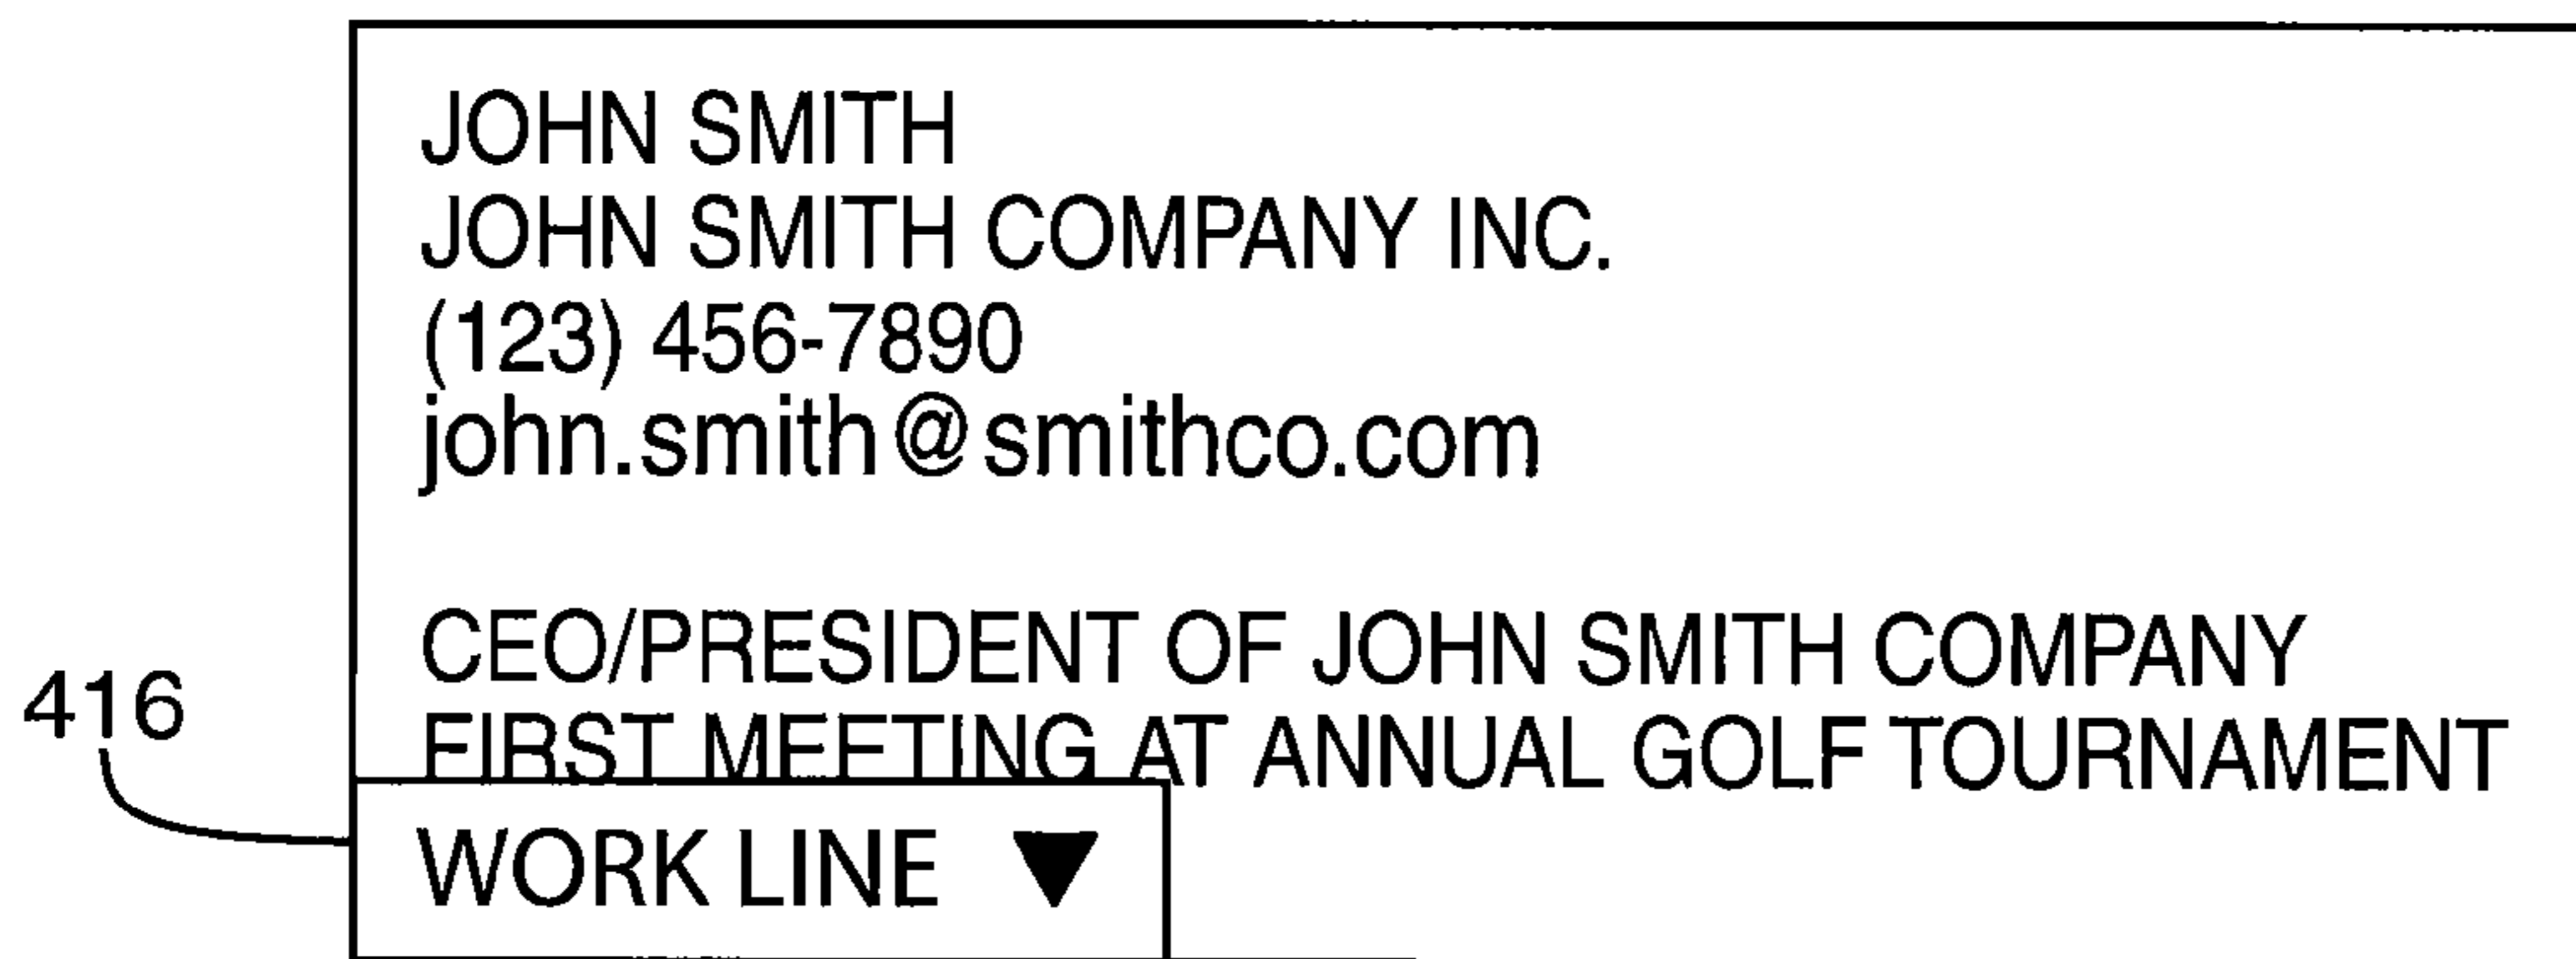 JOHN SMITH
JOHN SMITH COMPANY INC.
(123) 456-7890
john.smith@smithco.com
CEO/PRESIDENT OF JOHN SMITH COMPANY
416
FIRST MEETING AT ANNUAL GOLF TOURNAMENT
WORK LINE ▼